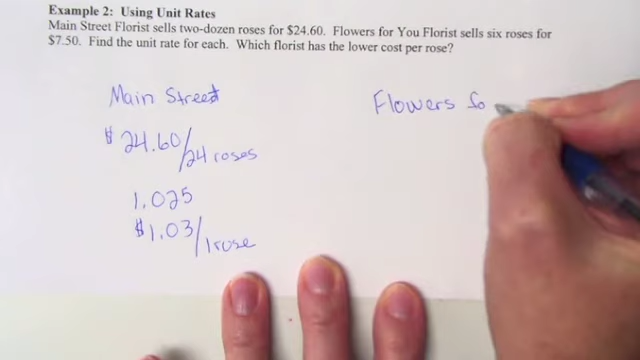 Example 2: Using Unit Rates
Main Street Florist sells two-dozen roses for $24.60. Flowers for You Florist sells six roses for
$7.50. Find the unit rate for each. Which florist has the lower cost per rose?
Main Street
Flowers fo
$24.60/24 roses
1.025
$1.03/1 rose